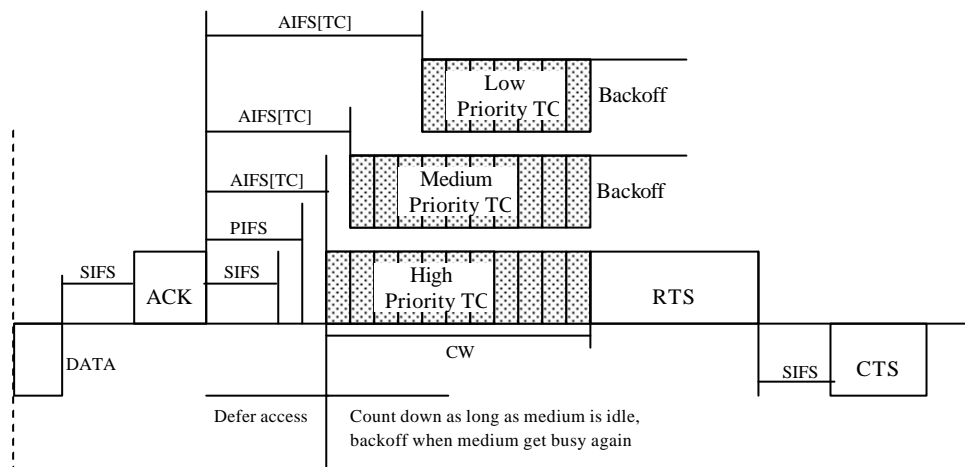 AIFS[TC]
Low
Priority TC
Backoff
AIFS[TC]
Medium
Priority TC
Backoff
AIFS[TC]
PIFS
SIFS
ACK
SIFS
High
Priority TC
RTS
DATA
CW
SIFS
CTS
Defer access
Count down as long as medium is idle,
backoff when medium get busy again